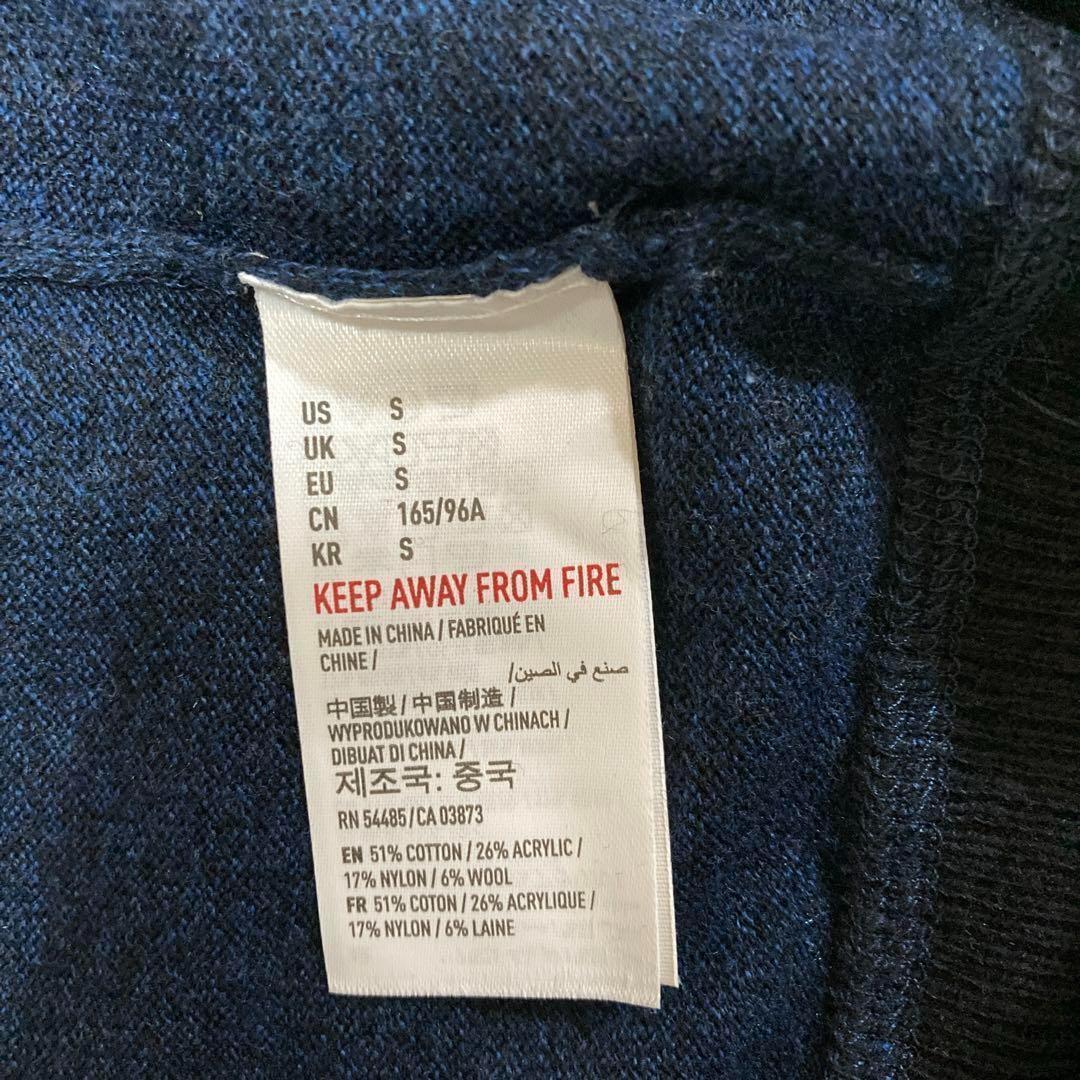 US S
UK S
EU S
CN 165/96A
KR S
KEEP AWAY FROM FIRE
MADE IN CHINA / FABRIQUÉ EN
CHINE /
صنع في الصين/
中国製 / 中国制造 /
WYPRODUKOWANO W CHINACH /
DIBUAT DI CHINA /
제조국: 중국
RN 54485 / CA 03873
EN 51% COTTON / 26% ACRYLIC /
17% NYLON / 6% WOOL
FR 51% COTON / 26% ACRYLIQUE /
17% NYLON / 6% LAINE